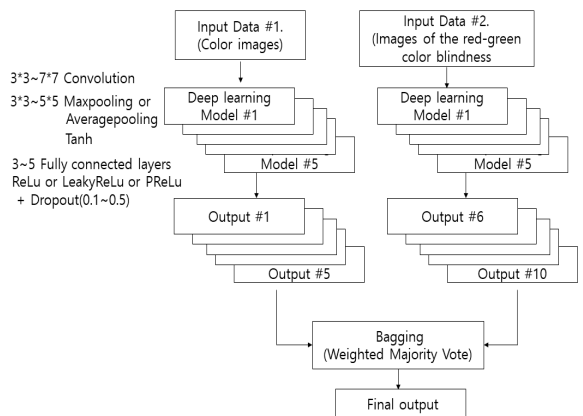 Input Data #1.
(Color images)
Input Data #2.
(Images of the red-green
color blindness
3*3~7*7 Convolution
3*3~5*5 Maxpooling or
Averagepooling
Tanh
3~5 Fully connected layers
ReLu or LeakyReLu or PReLu
+ Dropout(0.1~0.5)
Deep learning
Model #1
Model #5
Deep learning
Model #1
Model #5
Output #1
Output #5
Output #6
Output #10
Bagging
(Weighted Majority Vote)
Final output